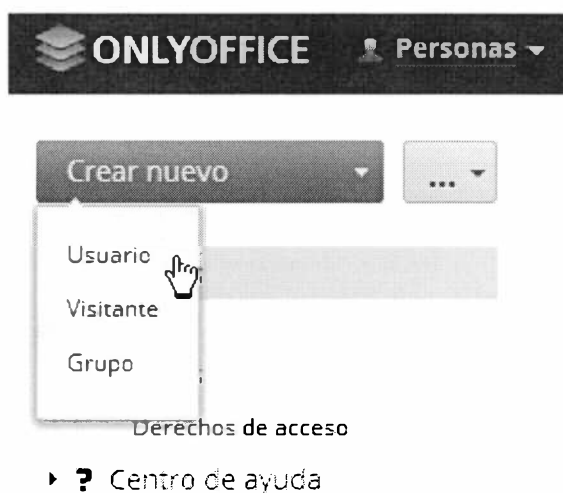 ONLYOFFICE Personas
Crear nuevo ...
Usuario
Visitante
Grupo
Derechos de acceso
? Centro de ayuda